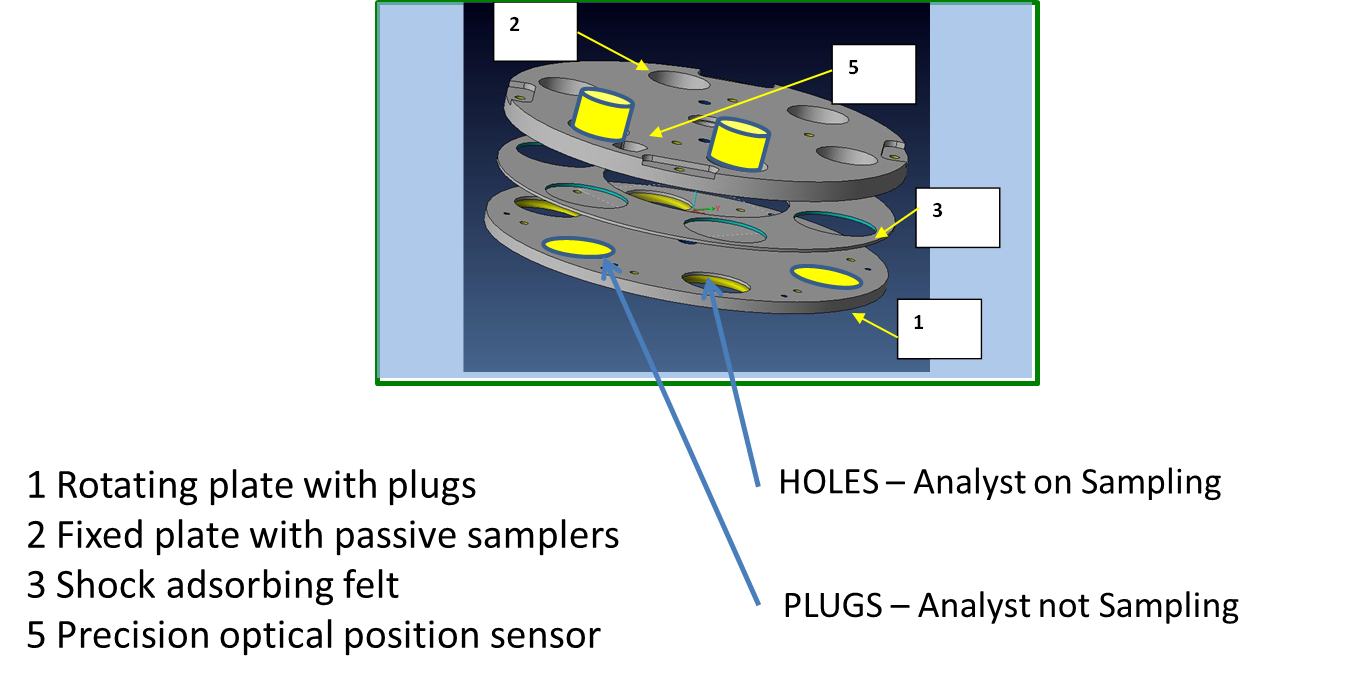 2
5
3
1
1 Rotating plate with plugs
2 Fixed plate with passive samplers
3 Shock adsorbing felt
5 Precision optical position sensor
HOLES – Analyst on Sampling
PLUGS – Analyst not Sampling